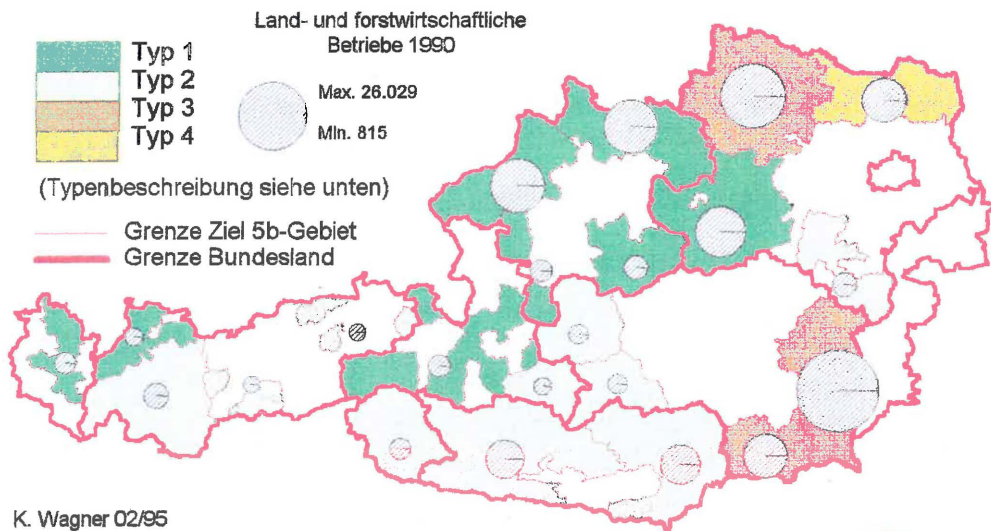 Land- und forstwirtschaftliche
Betriebe 1990
Typ 1
Typ 2
Typ 3
Typ 4
Max. 26.029
Min. 815
(Typenbeschreibung siehe unten)
Grenze Ziel 5b-Gebiet
Grenze Bundesland
K. Wagner 02/95